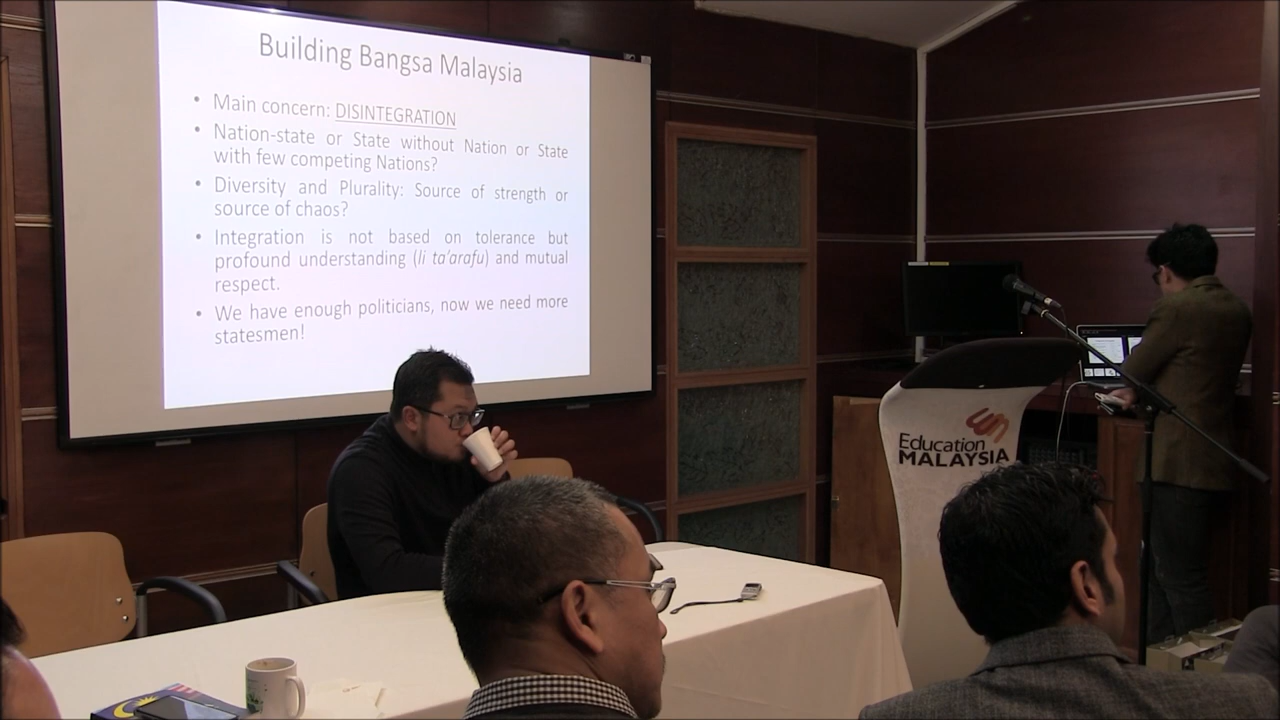 Building Bangsa Malaysia
• Main concern: DISINTEGRATION
• Nation-state or State without Nation or State
with few competing Nations?
• Diversity and Plurality: Source of strength or
source of chaos?
• Integration is not based on tolerance but
profound understanding (li ta'arafu) and mutual
respect.
• We have enough politicians, now we need more
statesmen!
Education
MALAYSIA